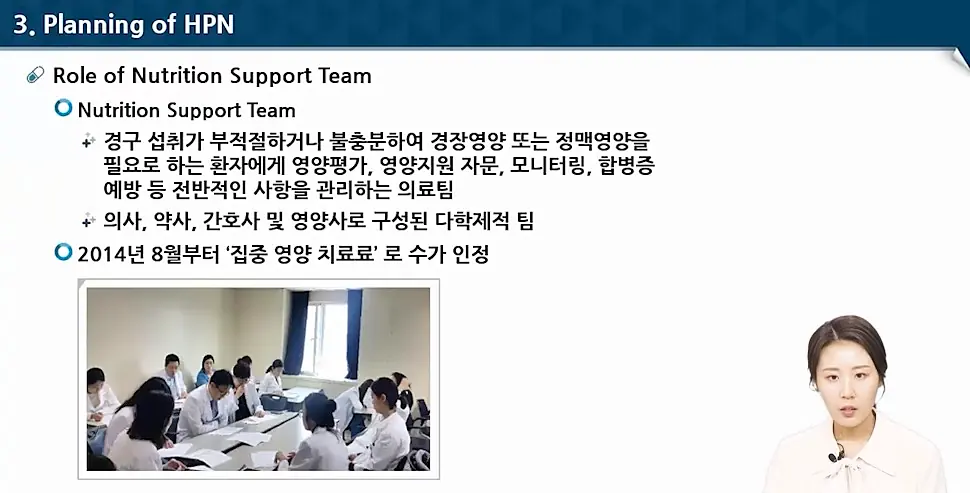 3. Planning of HPN
Role of Nutrition Support Team
Nutrition Support Team
경구 섭취가 부적절하거나 불충분하여 경장영양 또는 정맥영양을
필요로 하는 환자에게 영양평가, 영양지원 자문, 모니터링, 합병증
예방 등 전반적인 사항을 관리하는 의료팀
의사, 약사, 간호사 및 영양사로 구성된 다학제적 팀
2014년 8월부터 ‘집중 영양 치료료’ 로 수가 인정